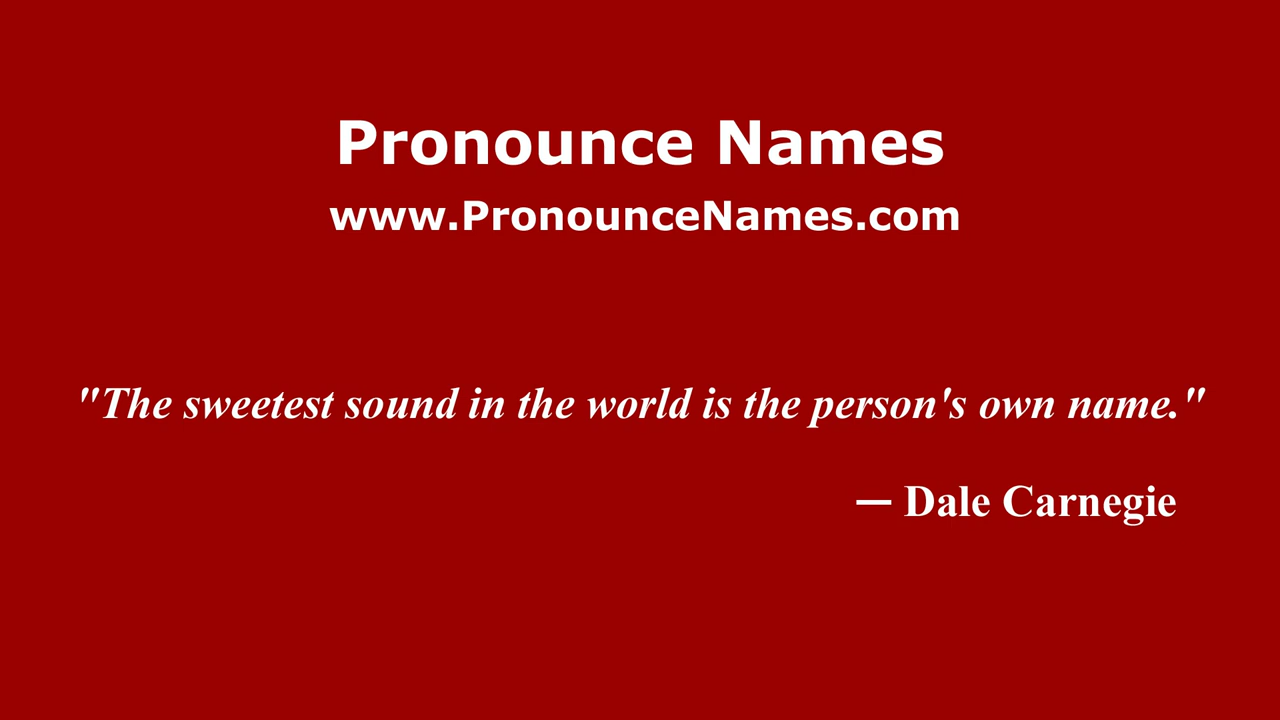 Pronounce Names
www.PronounceNames.com
"The sweetest sound in the world is the person's own name."
— Dale Carnegie